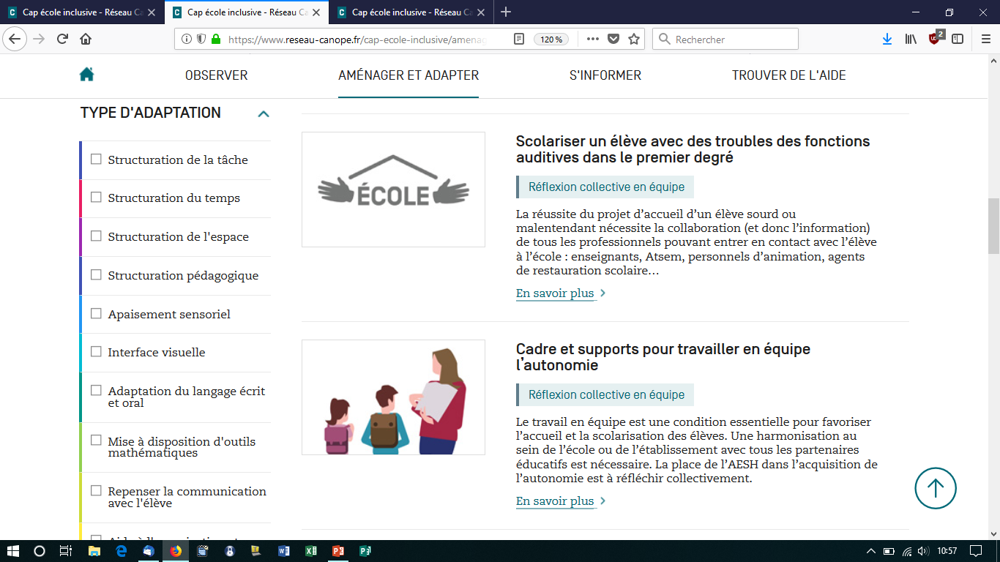 Cap école inclusive - Réseau Ca
Cap école inclusive - Réseau Ca
Cap école inclusive - Réseau Ca
https://www.reseau-canope.fr/cap-ecole-inclusive/amenag
120 %
Rechercher
2
OBSERVER
AMÉNAGER ET ADAPTER
S'INFORMER
TROUVER DE L'AIDE
TYPE D'ADAPTATION
Structuration de la tâche
Structuration du temps
Structuration de l'espace
Structuration pédagogique
Apaisement sensoriel
Interface visuelle
Adaptation du langage écrit
et oral
Mise à disposition d'outils
mathématiques
Repenser la communication
avec l'élève
ÉCOLE
Scolariser un élève avec des troubles des fonctions
auditives dans le premier degré
Réflexion collective en équipe
La réussite du projet d’accueil d’un élève sourd ou
malentendant nécessite la collaboration (et donc l’information)
de tous les professionnels pouvant entrer en contact avec l’élève
à l’école : enseignants, Atsem, personnels d’animation, agents
de restauration scolaire…
En savoir plus
Cadre et supports pour travailler en équipe
l’autonomie
Réflexion collective en équipe
Le travail en équipe est une condition essentielle pour favoriser
l’accueil et la scolarisation des élèves. Une harmonisation au
sein de l’école ou de l’établissement avec tous les partenaires
éducatifs est nécessaire. La place de l’AESH dans l’acquisition de
l’autonomie est à réfléchir collectivement.
En savoir plus
10:57